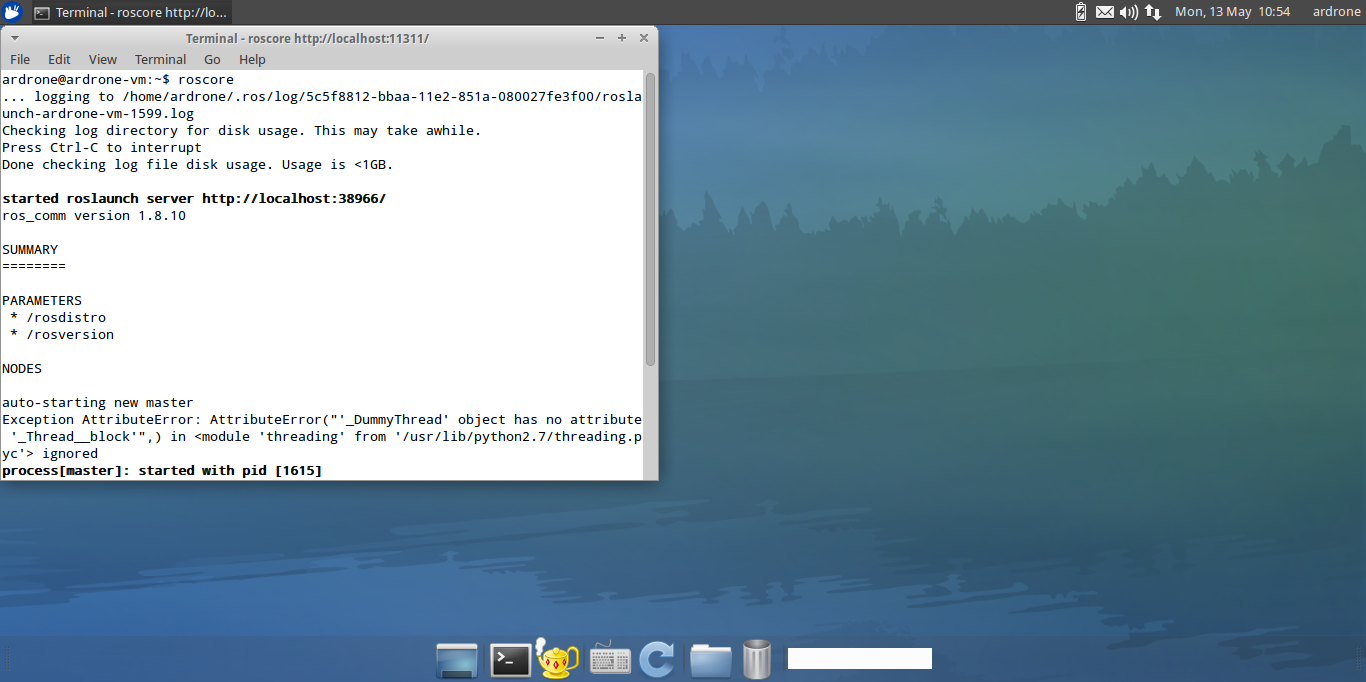 Terminal - roscore http://lo...
Mon, 13 May 10:54
ardrone
Terminal - roscore http://localhost:11311/
File Edit View Terminal Go Help
ardrone@ardrone-vm:~$ roscore
... logging to /home/ardrone/.ros/log/5c5f8812-bbaa-11e2-851a-080027fe3f00/rosla
unch-ardrone-vm-1599.log
Checking log directory for disk usage. This may take awhile.
Press Ctrl-C to interrupt
Done checking log file disk usage. Usage is <1GB.
started roslaunch server http://localhost:38966/
ros_comm version 1.8.10
SUMMARY
========
PARAMETERS
* /rosdistro
* /rosversion
NODES
auto-starting new master
Exception AttributeError: AttributeError("'_DummyThread' object has no attribute
'_Thread__block'",) in <module 'threading' from '/usr/lib/python2.7/threading.p
yc'> ignored
process[master]: started with pid [1615]